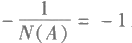 - 1/N(A) = -1